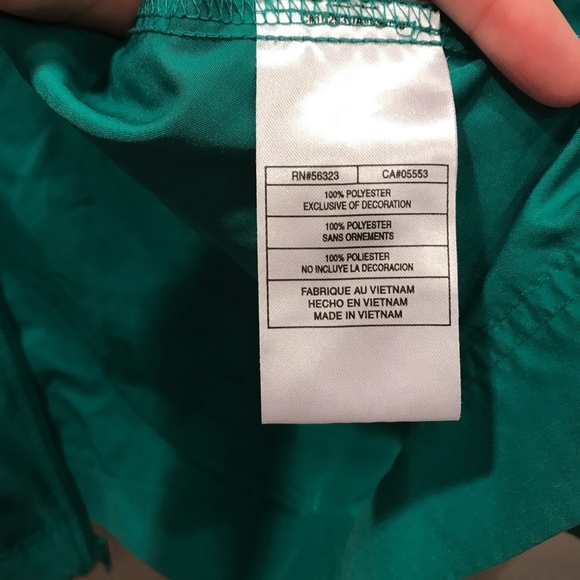 RN#56323 CA#05553
100% POLYESTER
EXCLUSIVE OF DECORATION
100% POLYESTER
SANS ORNEMENTS
100% POLIESTER
NO INCLUYE LA DECORACION
FABRIQUE AU VIETNAM
HECHO EN VIETNAM
MADE IN VIETNAM